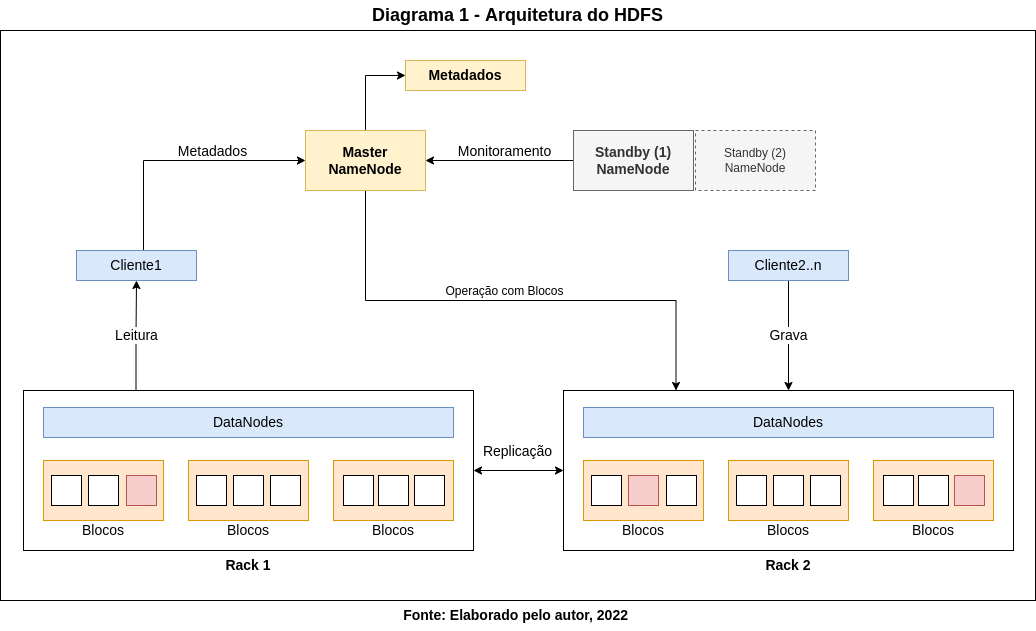 Diagrama 1 - Arquitetura do HDFS
Metadados
Metadados
Master
NameNode
Monitoramento
Standby (1)
NameNode
Standby (2)
NameNode
Cliente1
Cliente2..n
Operação com Blocos
Leitura
Grava
DataNodes
Replicação
DataNodes
Blocos
Blocos
Blocos
Blocos
Blocos
Blocos
Rack 1
Rack 2
Fonte: Elaborado pelo autor, 2022